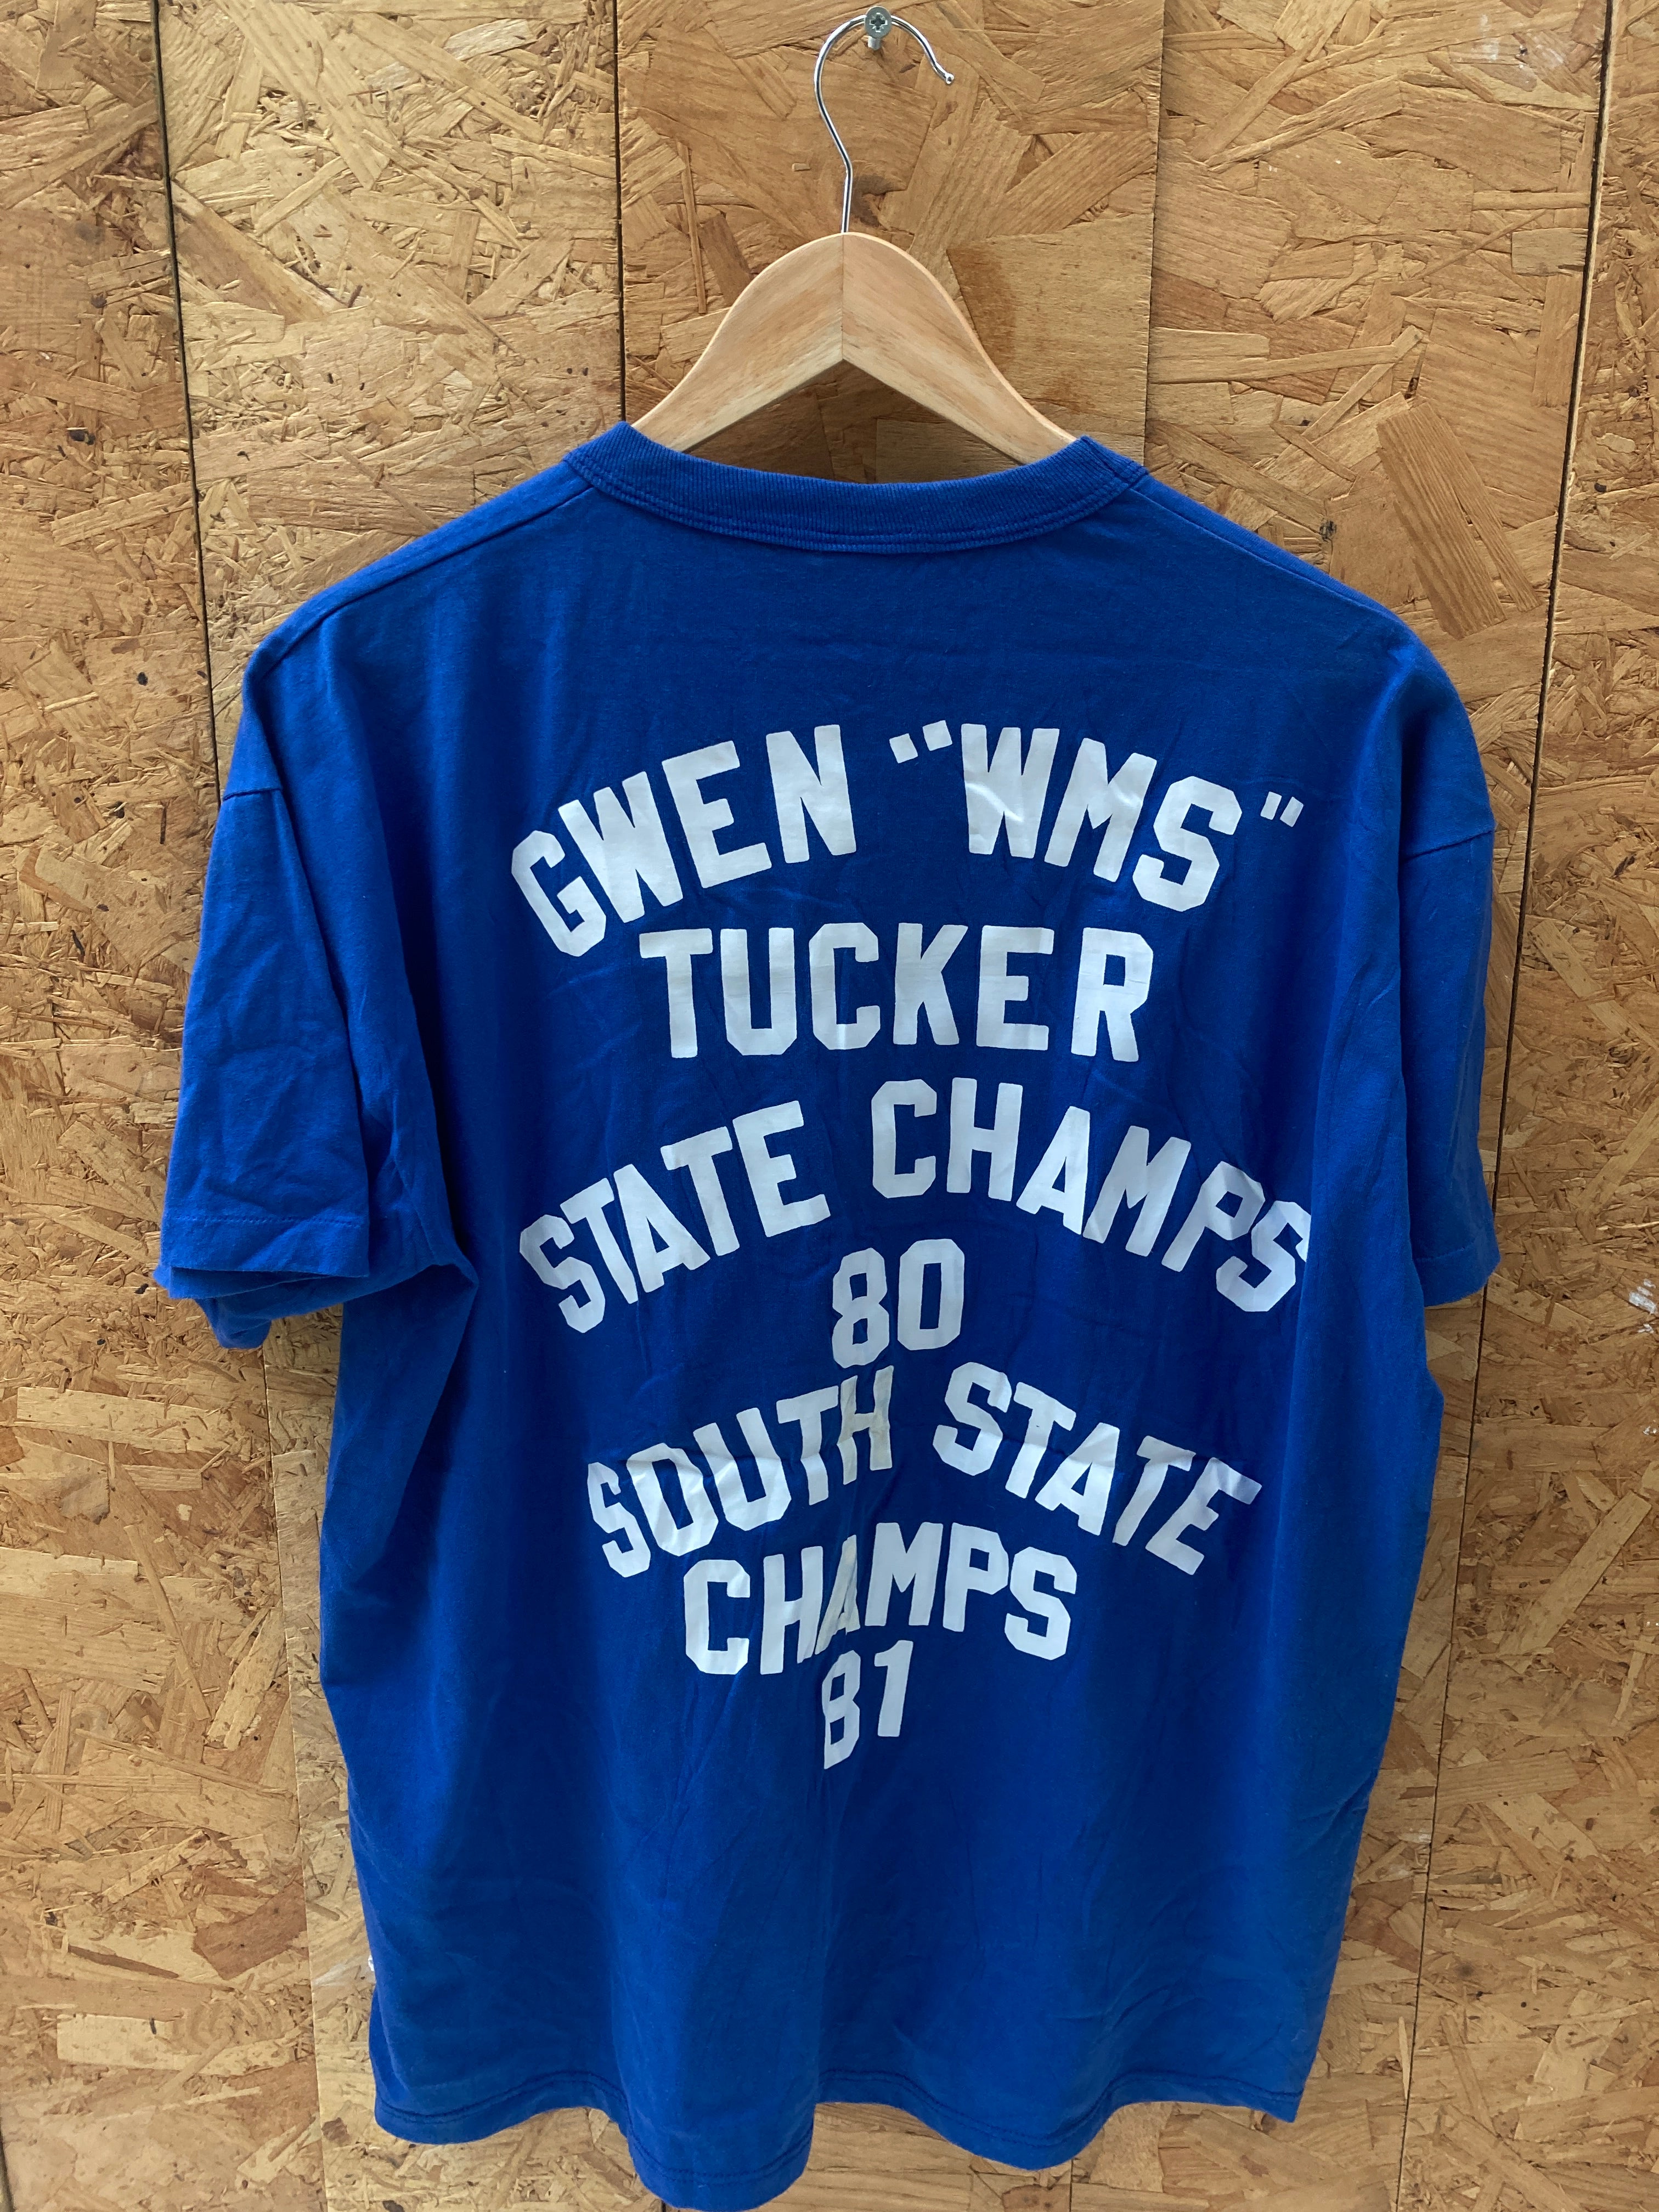 GWEN "WMS"
TUCKER
STATE CHAMPS
80
SOUTH STATE
CHAMPS
81